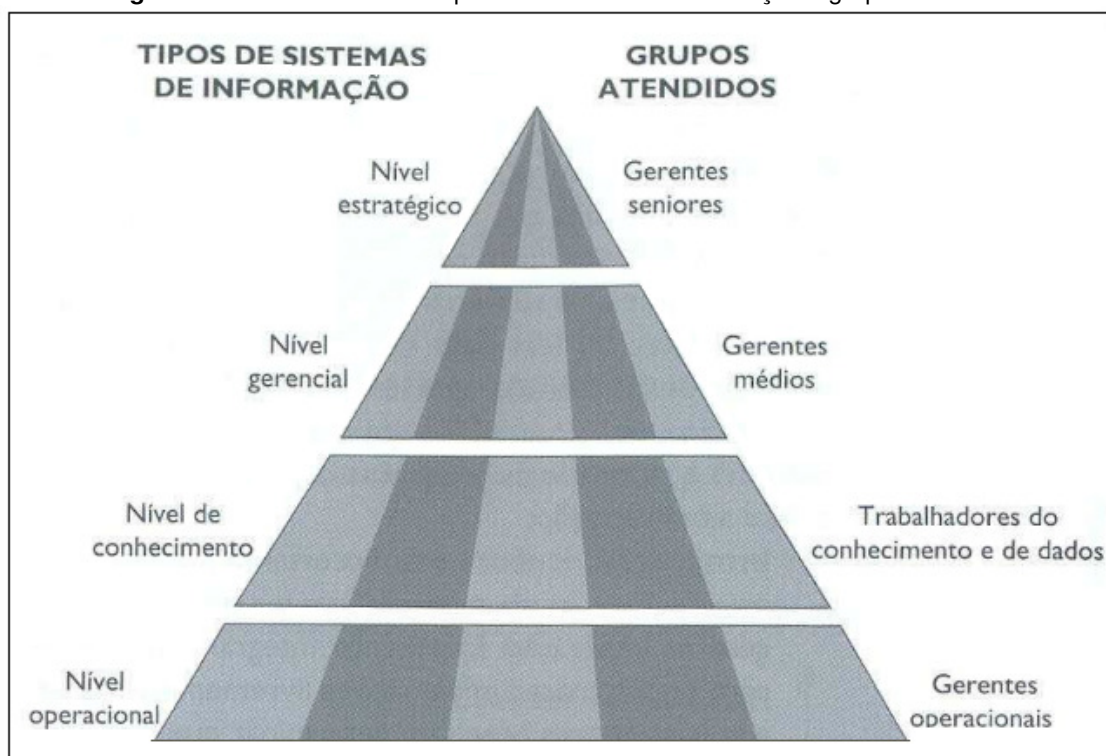 TIPOS DE SISTEMAS
DE INFORMAÇÃO
GRUPOS
ATENDIDOS
Nível
estratégico
Gerentes
seniores
Nível
gerencial
Gerentes
médios
Nível de
conhecimento
Trabalhadores do
conhecimento e de dados
Nível
operacional
Gerentes
operacionais